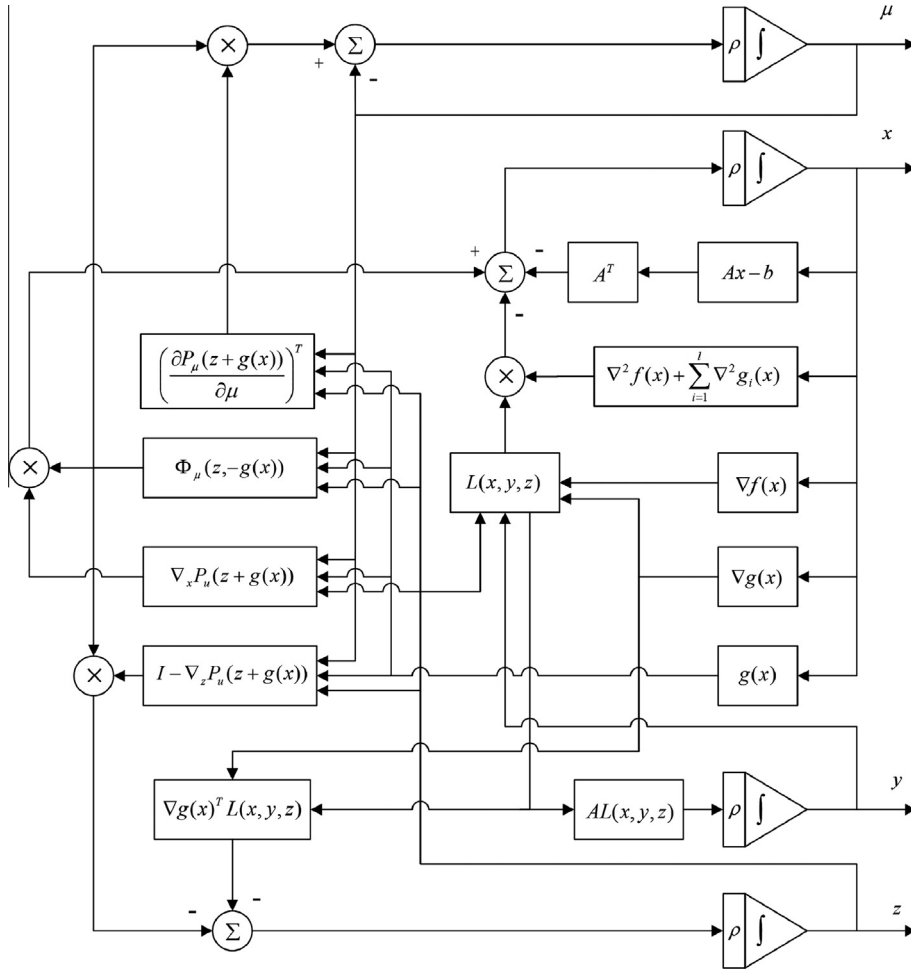 μ
× Σ ρ ∫
+ -
x
ρ ∫
+ -
Σ A^T Ax − b
-
(∂P_μ(z + g(x)) / ∂μ)^T × ∇²f(x) + Σ_{i=1}^{l} ∇²g_i(x)
× Φ_μ(z, −g(x)) L(x, y, z) ∇f(x)
∇_x P_u(z + g(x)) ∇g(x)
× I − ∇_z P_u(z + g(x)) g(x)
y
∇g(x)^T L(x, y, z) AL(x, y, z) ρ ∫
- -
z
Σ ρ ∫